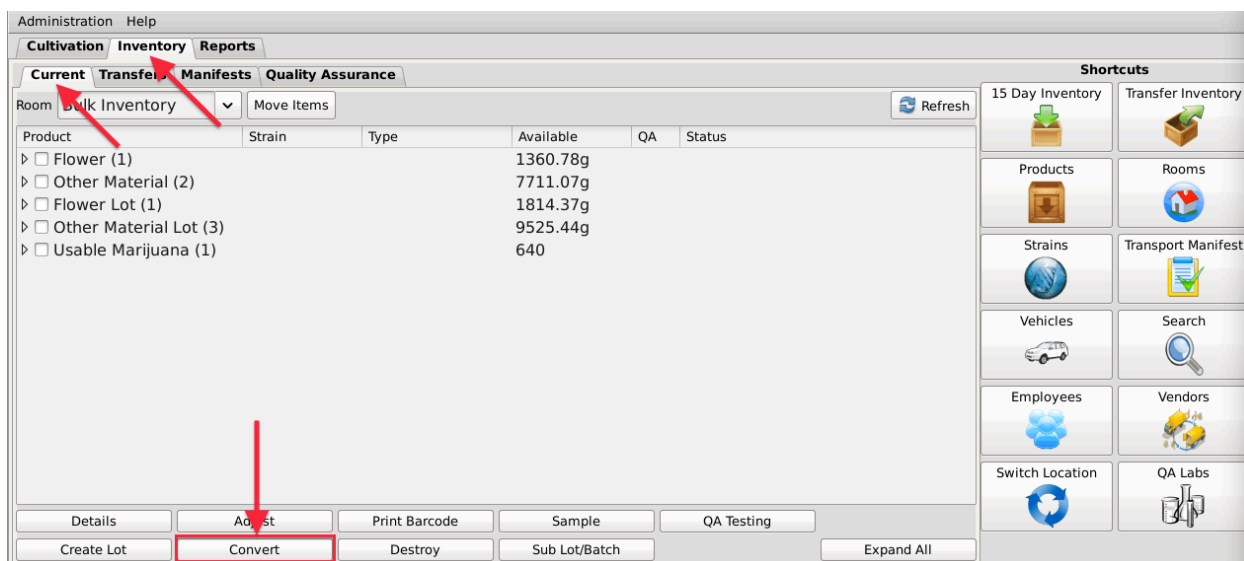 Administration Help
Cultivation Inventory Reports
Current Transfers Manifests Quality Assurance
Shortcuts
Room Bulk Inventory Move Items Refresh
15 Day Inventory Transfer Inventory
Product Strain Type Available QA Status
Flower (1) 1360.78g
Other Material (2) 7711.07g
Flower Lot (1) 1814.37g
Other Material Lot (3) 9525.44g
Usable Marijuana (1) 640
Products Rooms
Strains Transport Manifest
Vehicles Search
Employees Vendors
Switch Location QA Labs
Details Adjust Print Barcode Sample QA Testing
Create Lot Convert Destroy Sub Lot/Batch Expand All